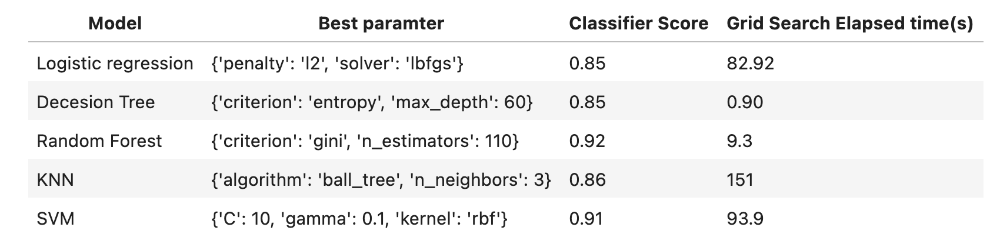 Model Best paramter Classifier Score Grid Search Elapsed time(s)
Logistic regression {'penalty': 'l2', 'solver': 'lbfgs'} 0.85 82.92
Decesion Tree {'criterion': 'entropy', 'max_depth': 60} 0.85 0.90
Random Forest {'criterion': 'gini', 'n_estimators': 110} 0.92 9.3
KNN {'algorithm': 'ball_tree', 'n_neighbors': 3} 0.86 151
SVM {'C': 10, 'gamma': 0.1, 'kernel': 'rbf'} 0.91 93.9